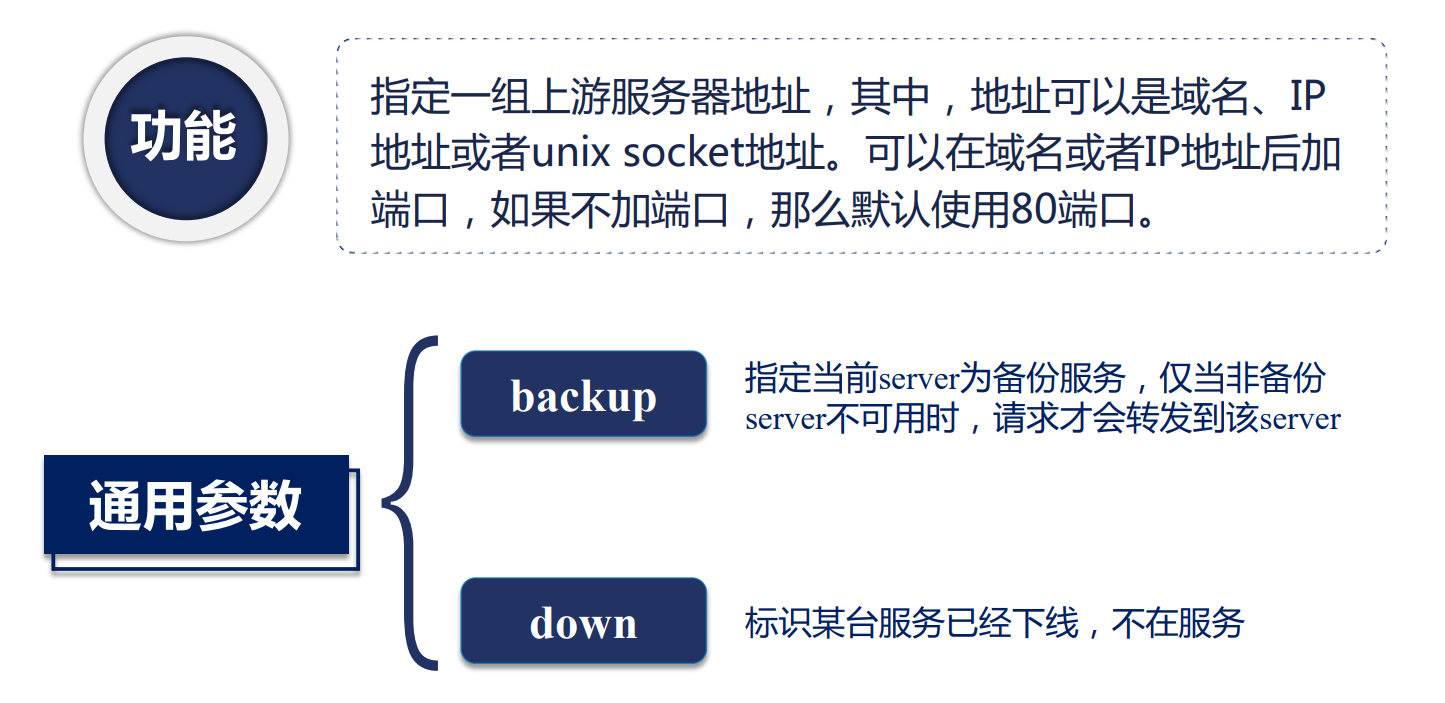 功能
指定一组上游服务器地址，其中，地址可以是域名、IP
地址或者unix socket地址。可以在域名或者IP地址后加
端口，如果不加端口，那么默认使用80端口。
通用参数
backup
指定当前server为备份服务，仅当非备份
server不可用时，请求才会转发到该server
down
标识某台服务已经下线，不在服务